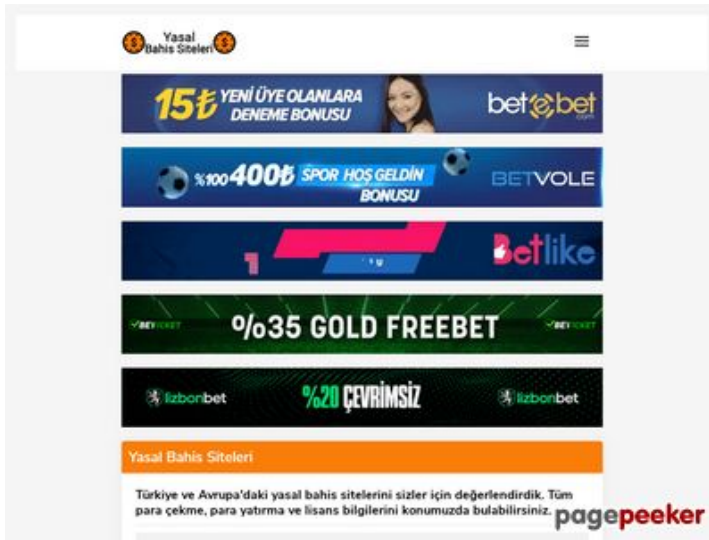 Yasal
Bahis Siteleri
15₺ YENİ ÜYE OLANLARA
DENEME BONUSU
betebet
.com
%100 400₺ SPOR HOŞ GELDİN
BONUSU
BETVOLE
1
Betlike
%35 GOLD FREEBET
lizbonbet
%20 ÇEVRİMSİZ
lizbonbet
Yasal Bahis Siteleri
Türkiye ve Avrupa'daki yasal bahis sitelerini sizler için değerlendirdik. Tüm
para çekme, para yatırma ve lisans bilgilerini konumuzda bulabilirsiniz.
pagepeeker